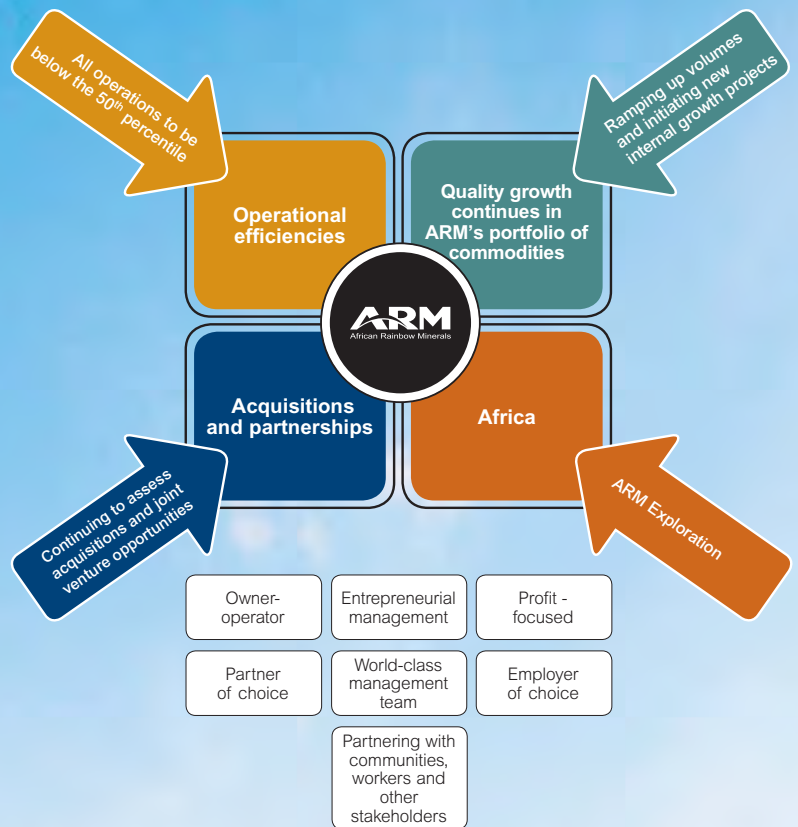 All operations to be
below the 50th percentile
Ramping up volumes
and initiating new
internal growth projects
Operational
efficiencies
Quality growth
continues in
ARM's portfolio of
commodities
ARM
African Rainbow Minerals
Acquisitions
and partnerships
Africa
Continuing to assess
acquisitions and joint
venture opportunities
ARM Exploration
Owner-
operator
Entrepreneurial
management
Profit -
focused
Partner
of choice
World-class
management
team
Employer
of choice
Partnering with
communities,
workers and
other
stakeholders